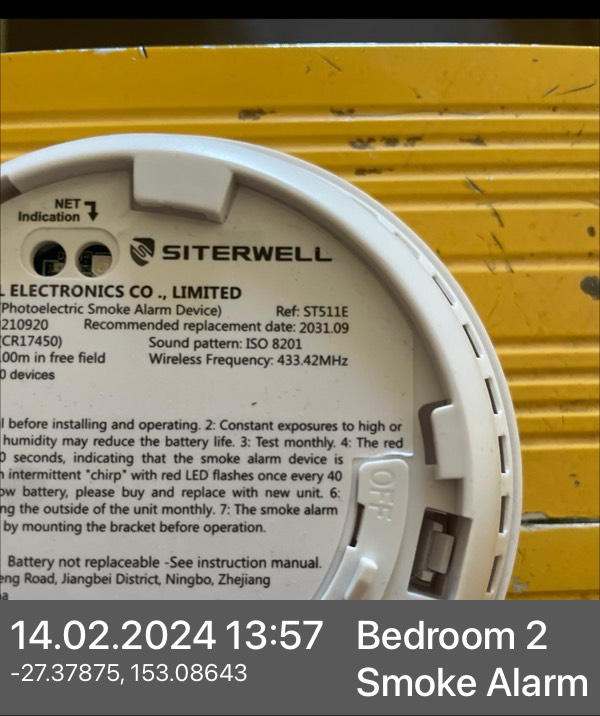 NET
Indication
SITERWELL
L ELECTRONICS CO ., LIMITED
(Photoelectric Smoke Alarm Device) Ref: ST511E
210920 Recommended replacement date: 2031.09
(CR17450) Sound pattern: ISO 8201
00m in free field Wireless Frequency: 433.42MHz
0 devices
l before installing and operating. 2: Constant exposures to high or
humidity may reduce the battery life. 3: Test monthly. 4: The red
0 seconds, indicating that the smoke alarm device is
n intermittent "chirp" with red LED flashes once every 40
ow battery, please buy and replace with new unit. 6:
ng the outside of the unit monthly. 7: The smoke alarm
by mounting the bracket before operation.
OFF
Battery not replaceable -See instruction manual.
eng Road, Jiangbei District, Ningbo, Zhejiang
14.02.2024 13:57
-27.37875, 153.08643
Bedroom 2
Smoke Alarm